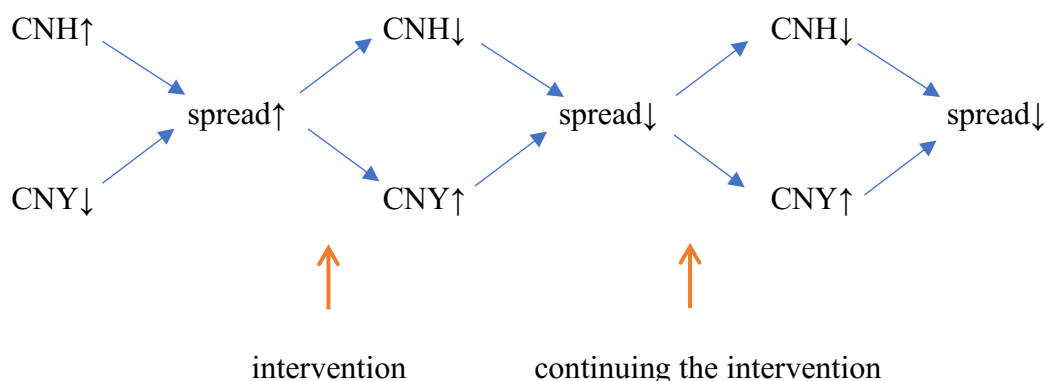 CNH↑ CNH↓ CNH↓
spread↑ spread↓ spread↓
CNY↓ CNY↑ CNY↑
intervention continuing the intervention